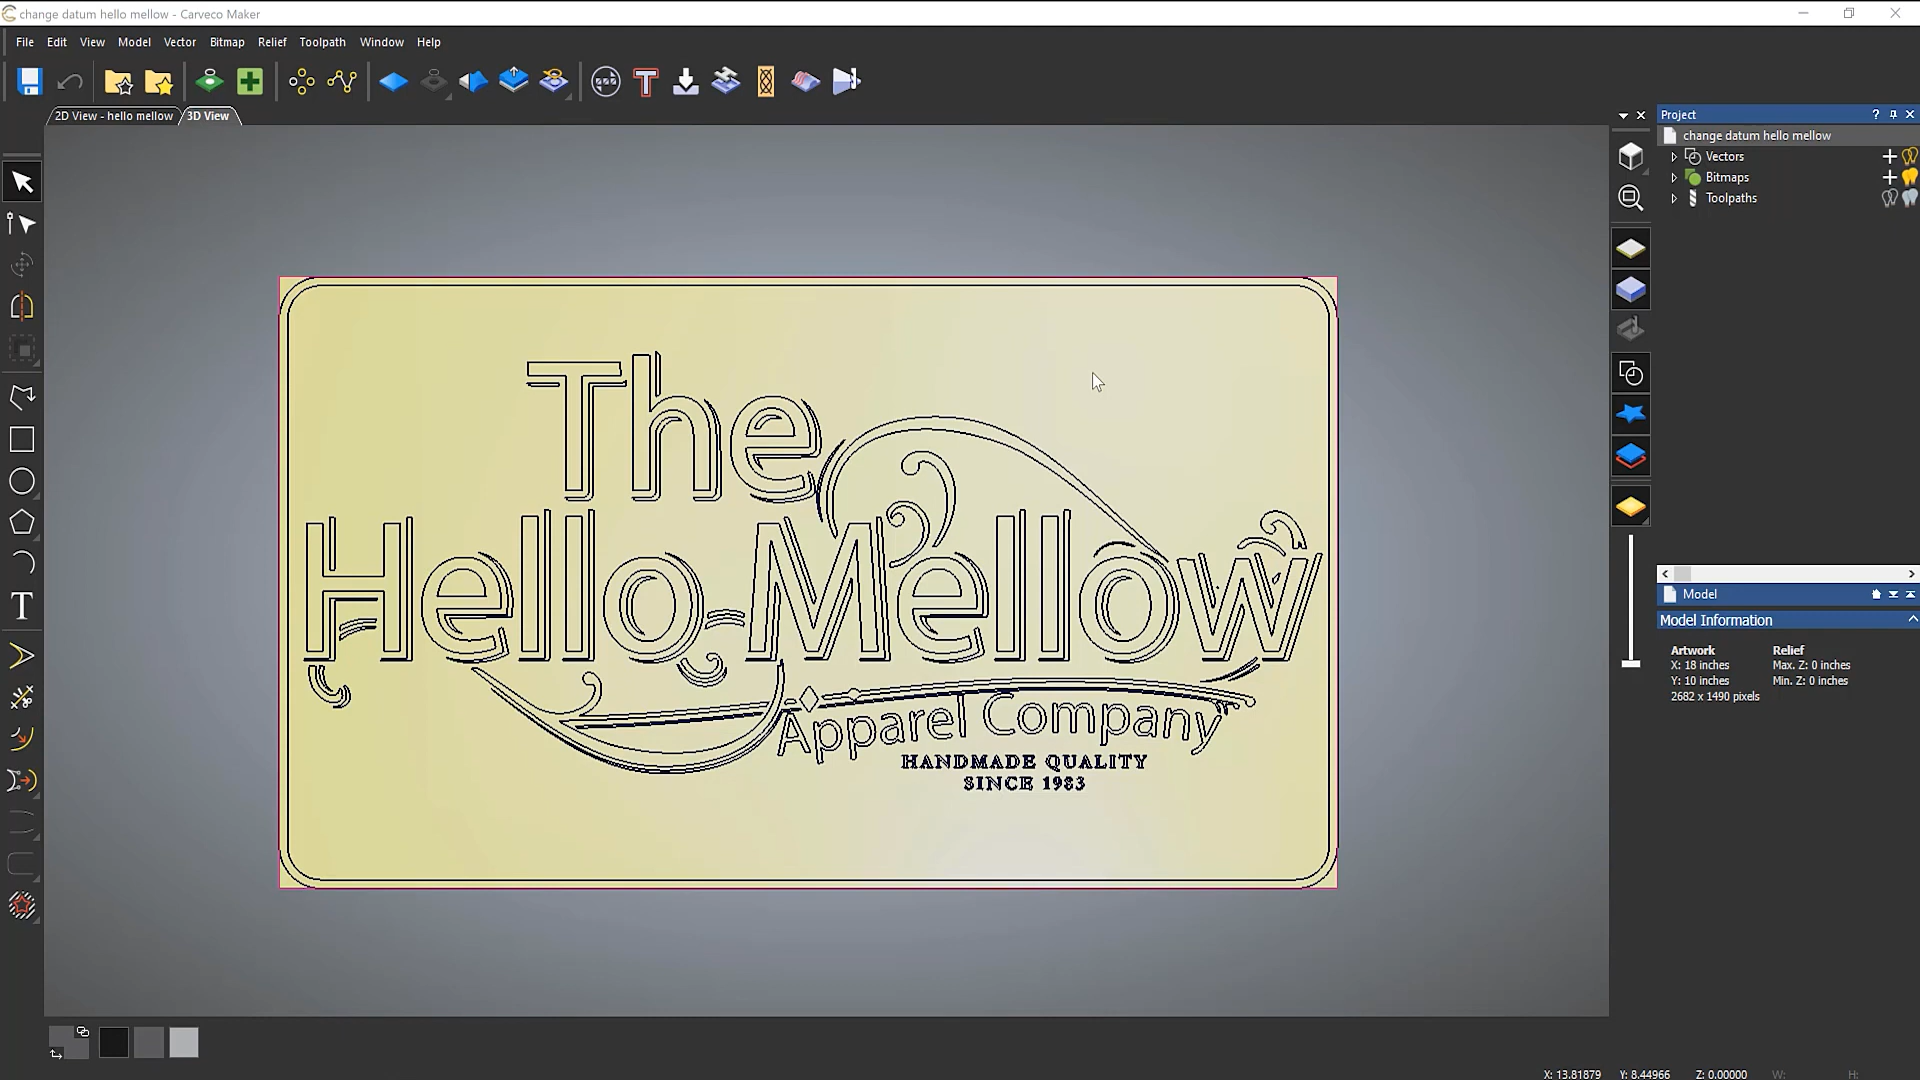 change datum hello mellow - Carveco Maker
File Edit View Model Vector Bitmap Relief Toolpath Window Help
2D View - hello mellow 3D View
Project
change datum hello mellow
Vectors
Bitmaps
Toolpaths
The
Hello Mellow
Apparel Company
HANDMADE QUALITY
SINCE 1983
Model
Model Information
Artwork Relief
X: 18 inches Max. Z: 0 inches
Y: 10 inches Min. Z: 0 inches
2682 x 1490 pixels
X: 13.81879 Y: 8.44966 Z: 0.00000 W: H: